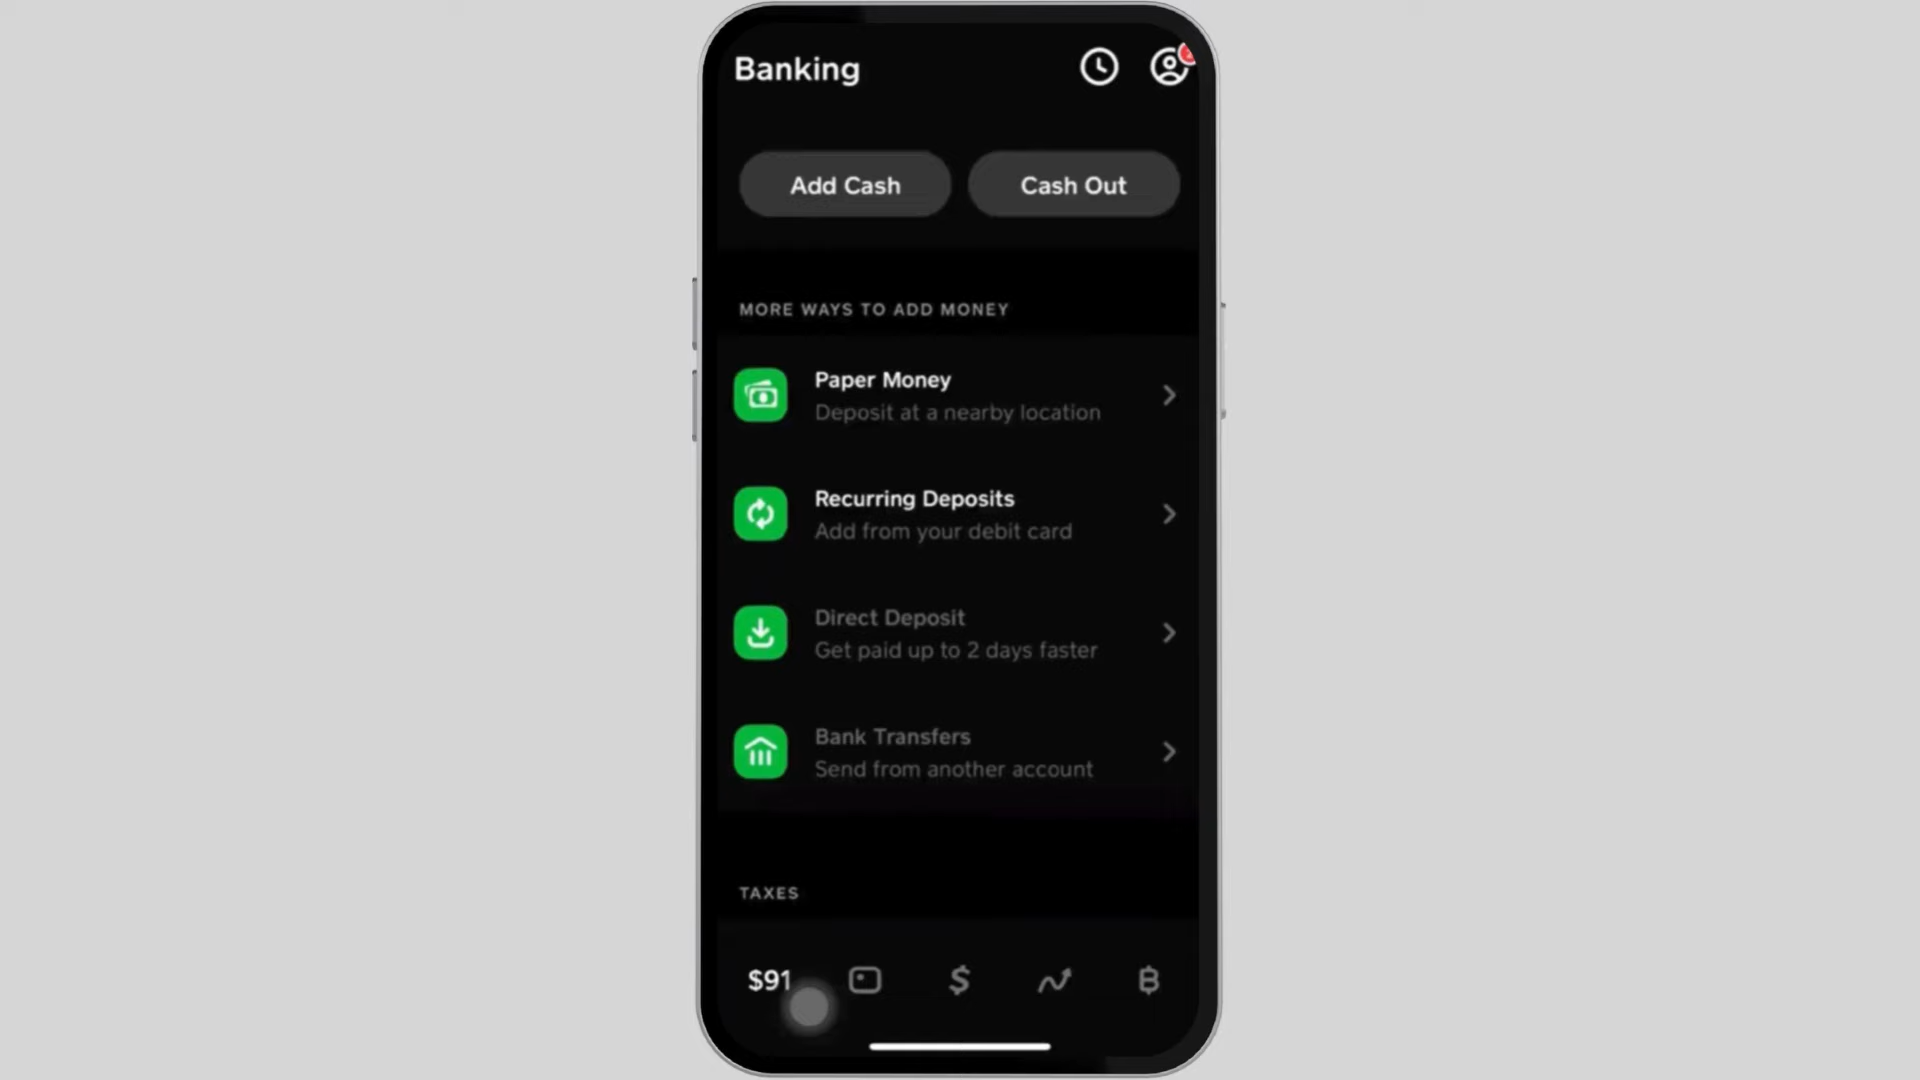 Banking
Add Cash
Cash Out
MORE WAYS TO ADD MONEY
Paper Money
Deposit at a nearby location
Recurring Deposits
Add from your debit card
Direct Deposit
Get paid up to 2 days faster
Bank Transfers
Send from another account
TAXES
$91